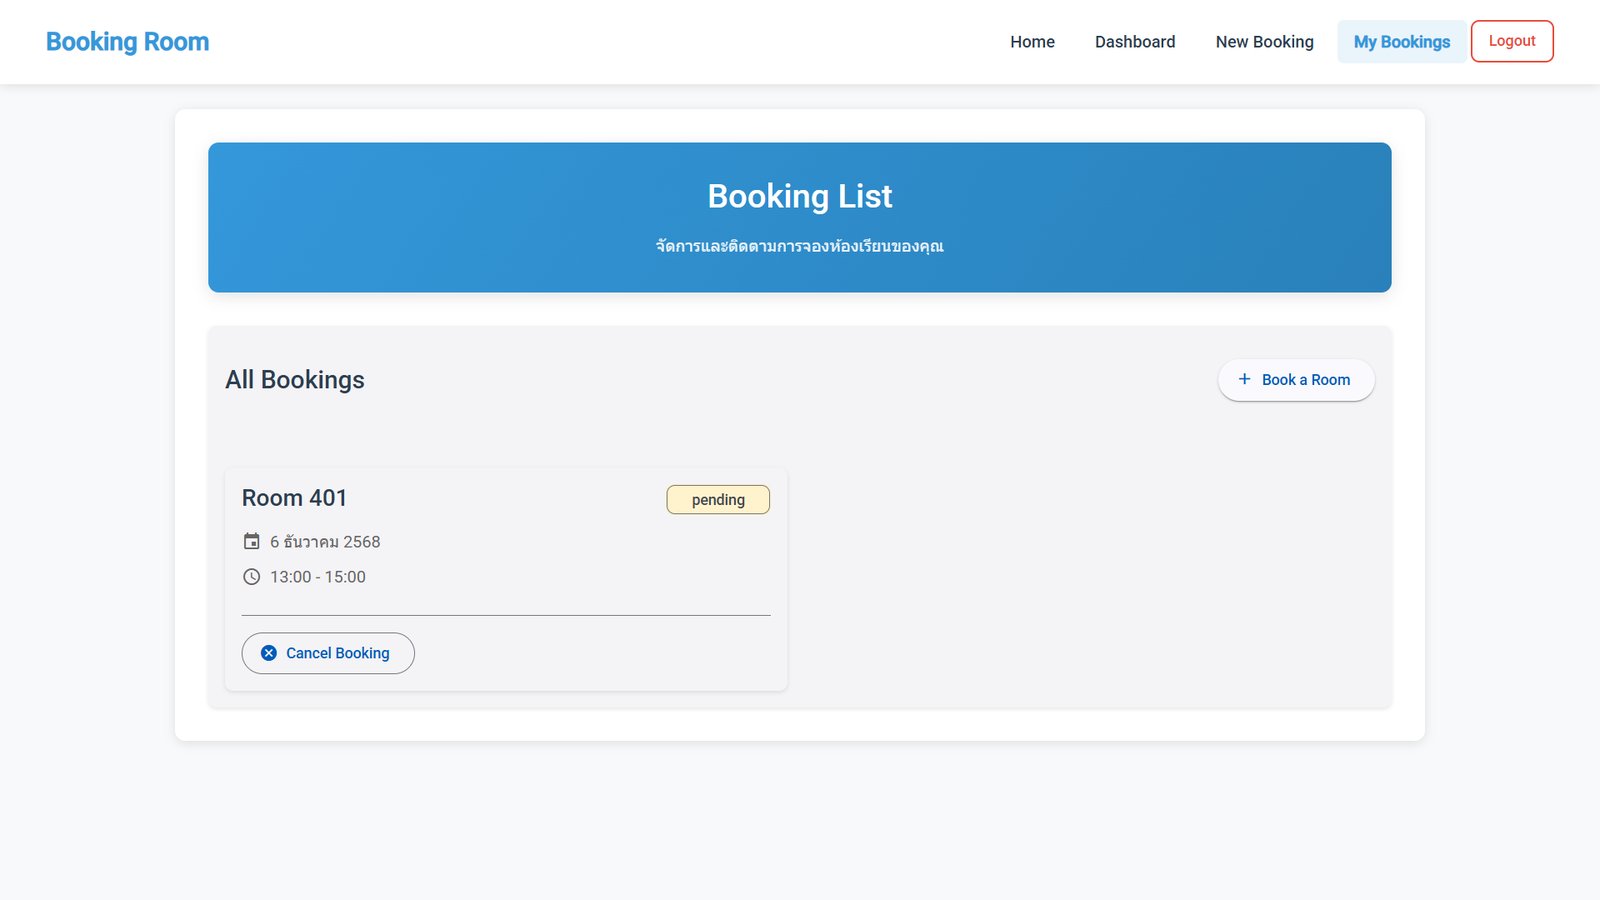 Booking Room
Home
Dashboard
New Booking
My Bookings
Logout
Booking List
จัดการและติดตามการจองห้องเรียนของคุณ
All Bookings
Book a Room
Room 401
pending
6 ธันวาคม 2568
13:00 - 15:00
Cancel Booking